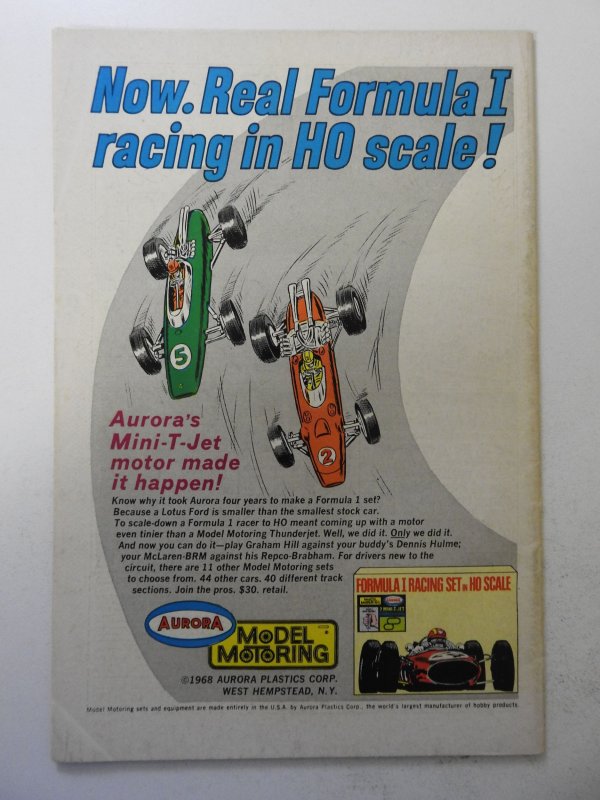 Now. Real Formula I
racing in HO scale!
5
2
Aurora's
Mini-T-Jet
motor made
it happen!
Know why it took Aurora four years to make a Formula 1 set?
Because a Lotus Ford is smaller than the smallest stock car.
To scale-down a Formula 1 racer to HO meant coming up with a motor
even tinier than a Model Motoring Thunderjet. Well, we did it. Only we did it.
And now you can do it—play Graham Hill against your buddy's Dennis Hulme;
your McLaren-BRM against his Repco-Brabham. For drivers new to the
circuit, there are 11 other Model Motoring sets
to choose from. 44 other cars. 40 different track
sections. Join the pros. $30. retail.
FORMULA I RACING SET IN HO SCALE
AURORA
MODEL
MOTORING
©1968 AURORA PLASTICS CORP.
WEST HEMPSTEAD, N.Y.
Model Motoring sets and equipment are made entirely in the U.S.A. by Aurora Plastics Corp., the world's largest manufacturer of hobby products.